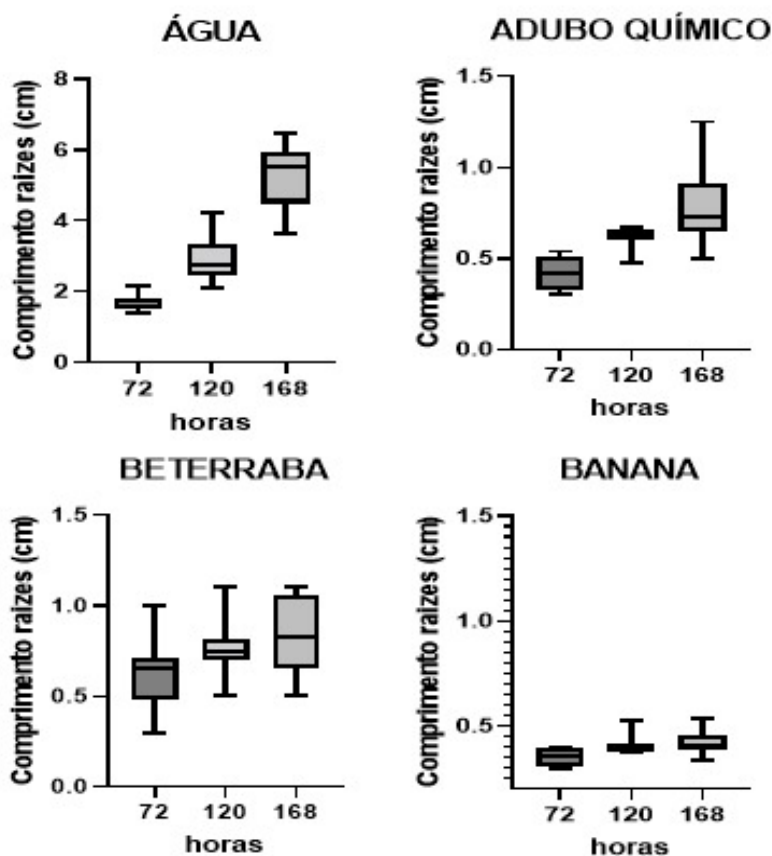 ÁGUA
Comprimento raizes (cm)
8
6
4
2
0
72 120 168
horas
ADUBO QUÍMICO
Comprimento raizes (cm)
1.5
1.0
0.5
0.0
72 120 168
horas
BETERRABA
Comprimento raizes (cm)
1.5
1.0
0.5
0.0
72 120 168
horas
BANANA
Comprimento raizes (cm)
1.5
1.0
0.5
72 120 168
horas